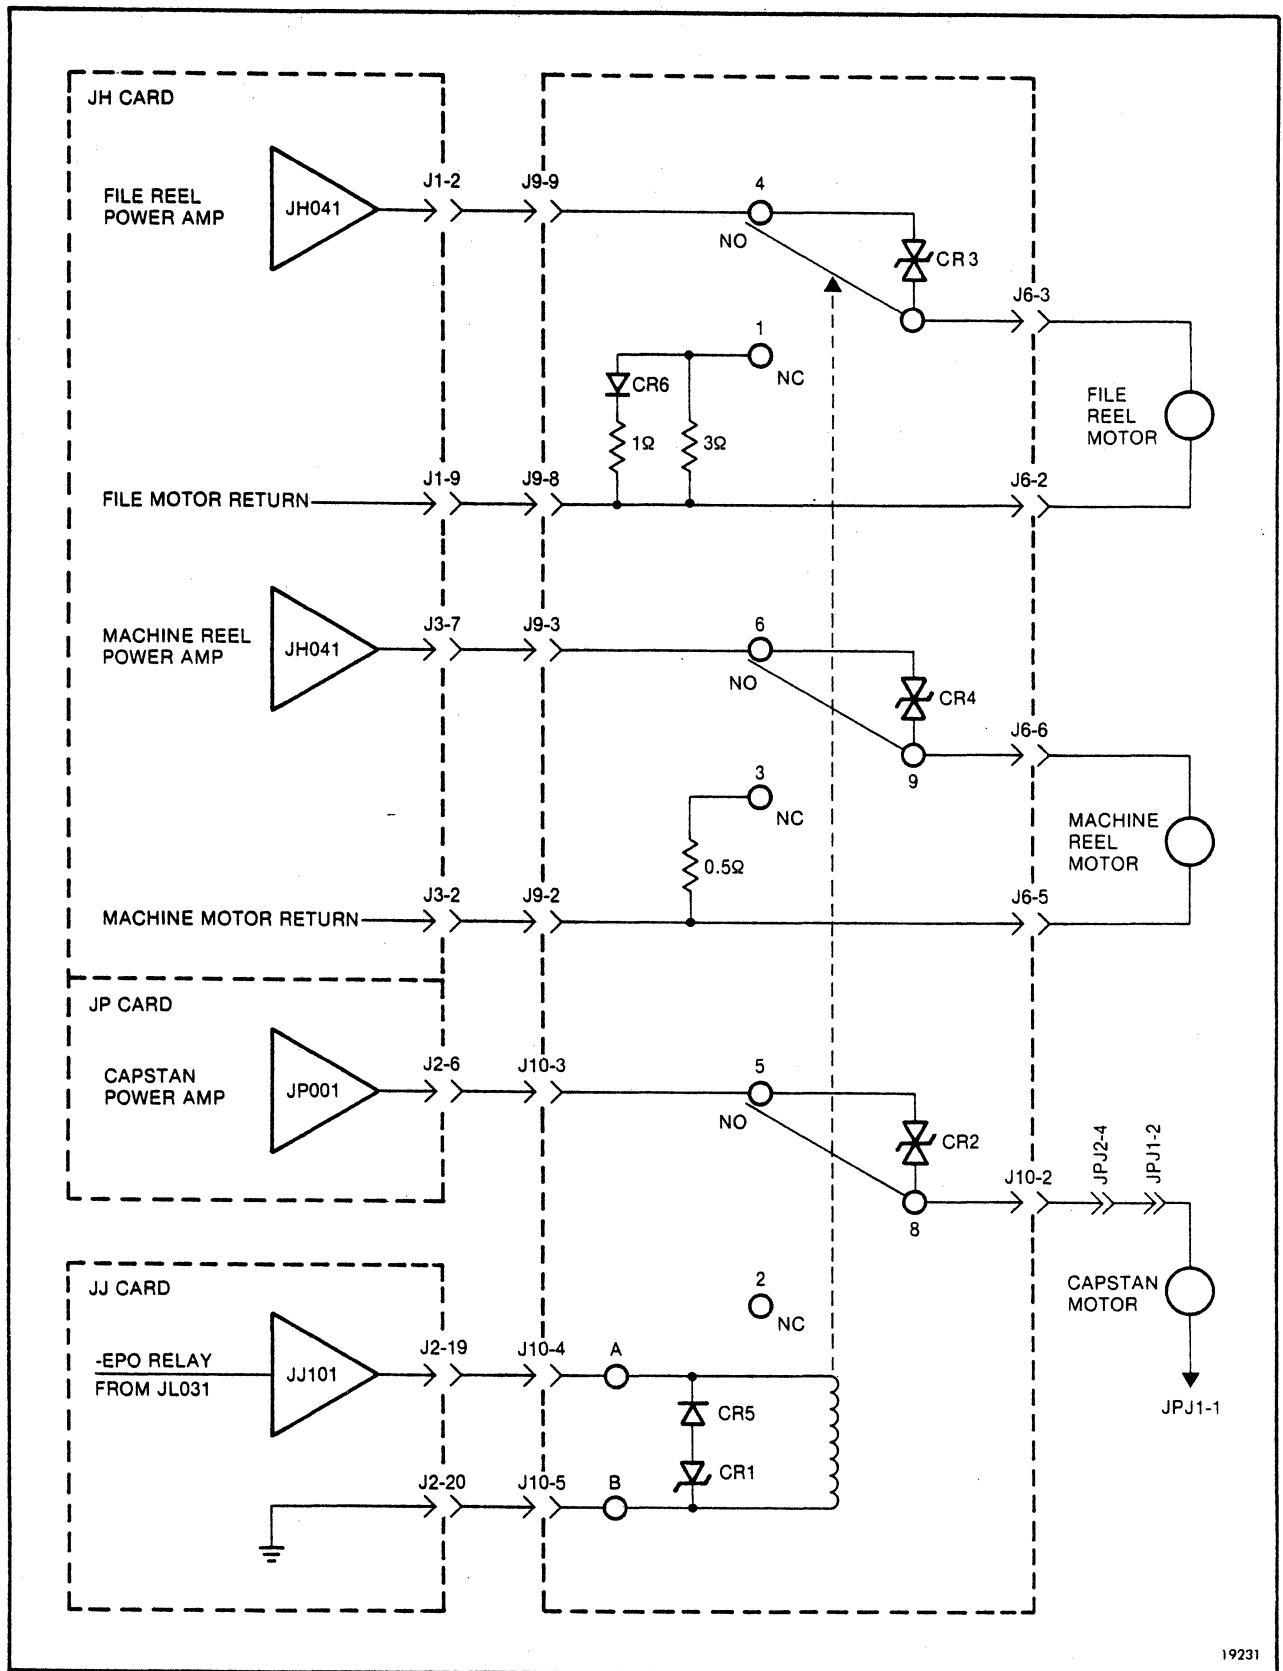 JH CARD
FILE REEL
POWER AMP
JH041
J1-2
J9-9
4
NO
CR3
J6-3
1
NC
CR6
1Ω
3Ω
FILE
REEL
MOTOR
FILE MOTOR RETURN
J1-9
J9-8
J6-2
MACHINE REEL
POWER AMP
JH041
J3-7
J9-3
6
NO
CR4
J6-6
9
3
NC
0.5Ω
MACHINE
REEL
MOTOR
MACHINE MOTOR RETURN
J3-2
J9-2
J6-5
JP CARD
CAPSTAN
POWER AMP
JP001
J2-6
J10-3
5
NO
CR2
J10-2
JPJ2-4
JPJ1-2
8
JJ CARD
2
NC
CAPSTAN
MOTOR
-EPO RELAY
FROM JL031
JJ101
J2-19
J10-4
A
CR5
JPJ1-1
CR1
J2-20
J10-5
B
19231